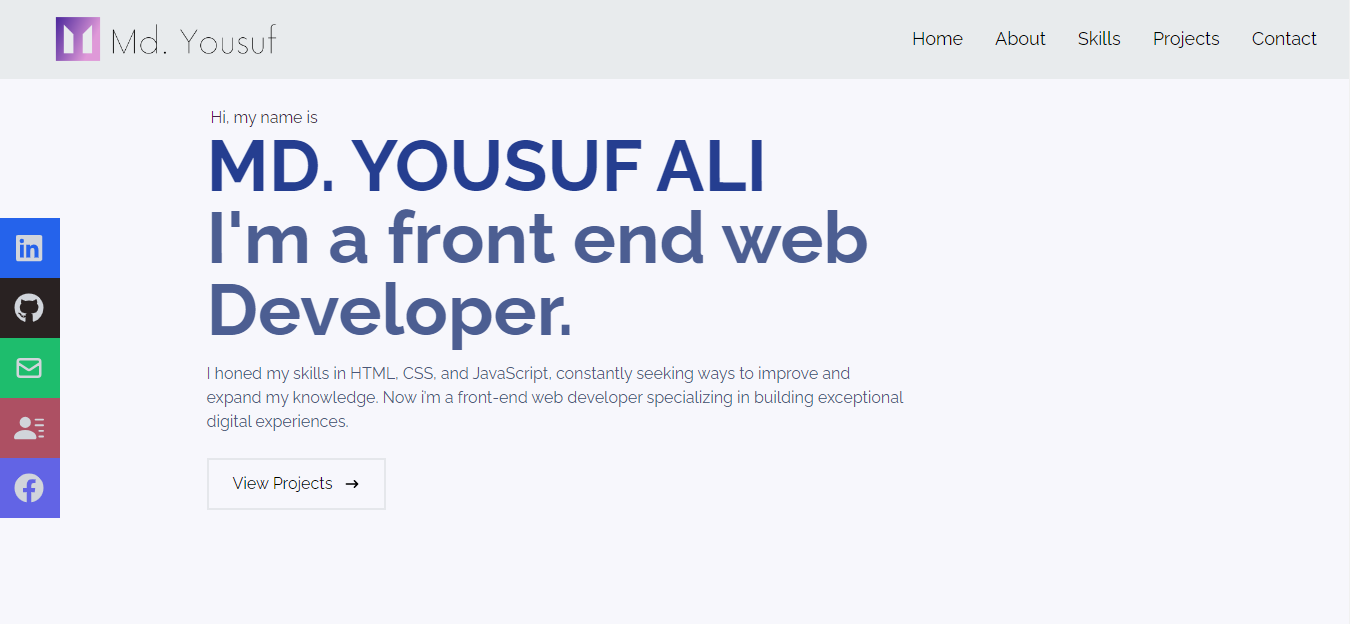 Md. Yousuf
Home About Skills Projects Contact
Hi, my name is
MD. YOUSUF ALI
I'm a front end web
Developer.
I honed my skills in HTML, CSS, and JavaScript, constantly seeking ways to improve and
expand my knowledge. Now i'm a front-end web developer specializing in building exceptional
digital experiences.
View Projects